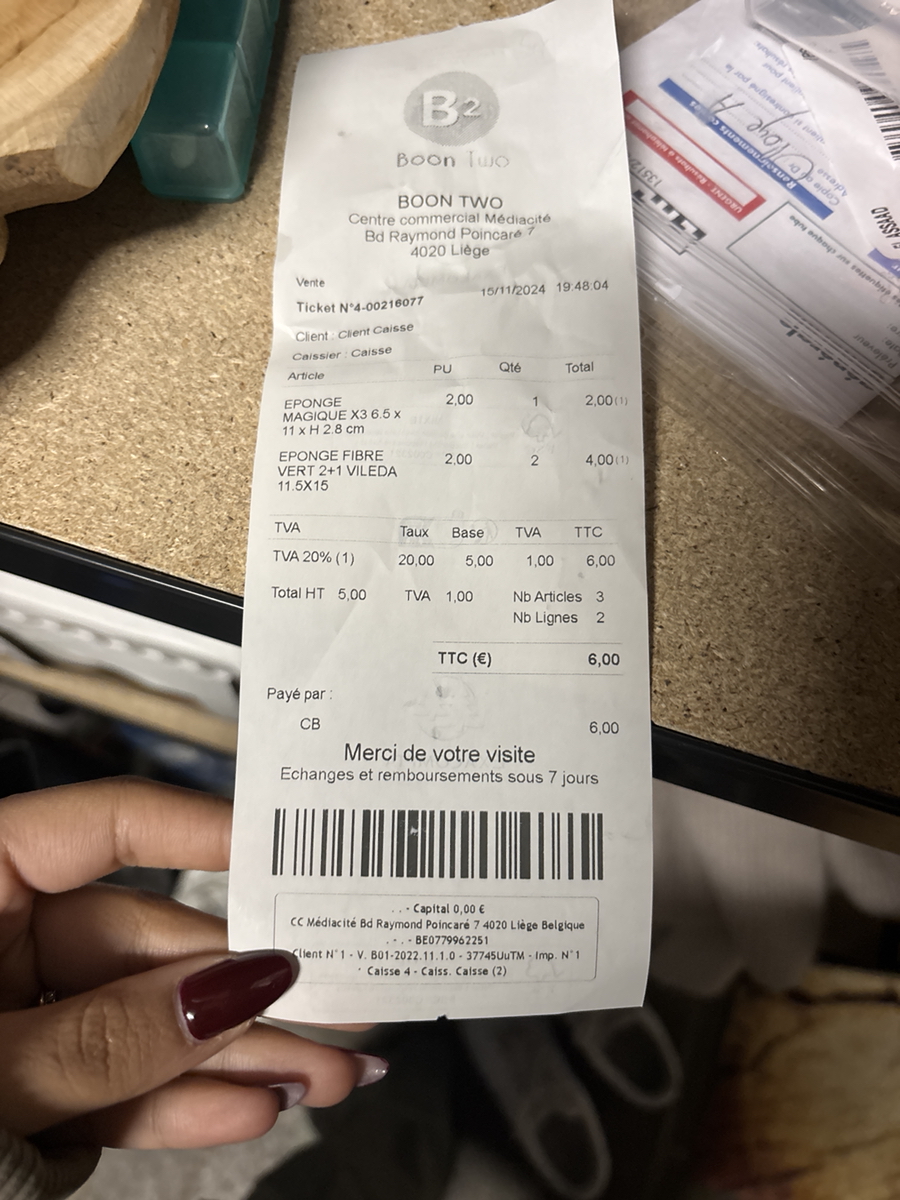 B2
Boon Two
BOON TWO
Centre commercial Médiacité
Bd Raymond Poincaré 7
4020 Liège
Vente 15/11/2024 19:48:04
Ticket N°4-00216077
Client : Client Caisse
Caissier : Caisse
Article PU Qté Total
EPONGE 2,00 1 2,00(1)
MAGIQUE X3 6.5 x
11 x H 2.8 cm
EPONGE FIBRE 2,00 2 4,00(1)
VERT 2+1 VILEDA
11.5X15
TVA Taux Base TVA TTC
TVA 20% (1) 20,00 5,00 1,00 6,00
Total HT 5,00 TVA 1,00 Nb Articles 3
Nb Lignes 2
TTC (€) 6,00
Payé par :
CB 6,00
Merci de votre visite
Echanges et remboursements sous 7 jours
. . - Capital 0,00 €
CC Médiacité Bd Raymond Poincaré 7 4020 Liège Belgique
. - . - BE0779962251
Client N°1 - V. B01-2022.11.1.0 - 37745UuTM - Imp. N°1
Caisse 4 - Caiss. Caisse (2)
URGENT - Résultats à téléphoner
Copie
Adresse
chaque tube